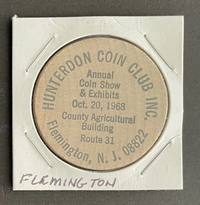 HUNTERDON COIN CLUB INC.
Annual
Coin Show
& Exhibits
Oct. 20, 1968
County Agricultural
Building
Route 31
Flemington, N. J. 08822
FLEMINGTON